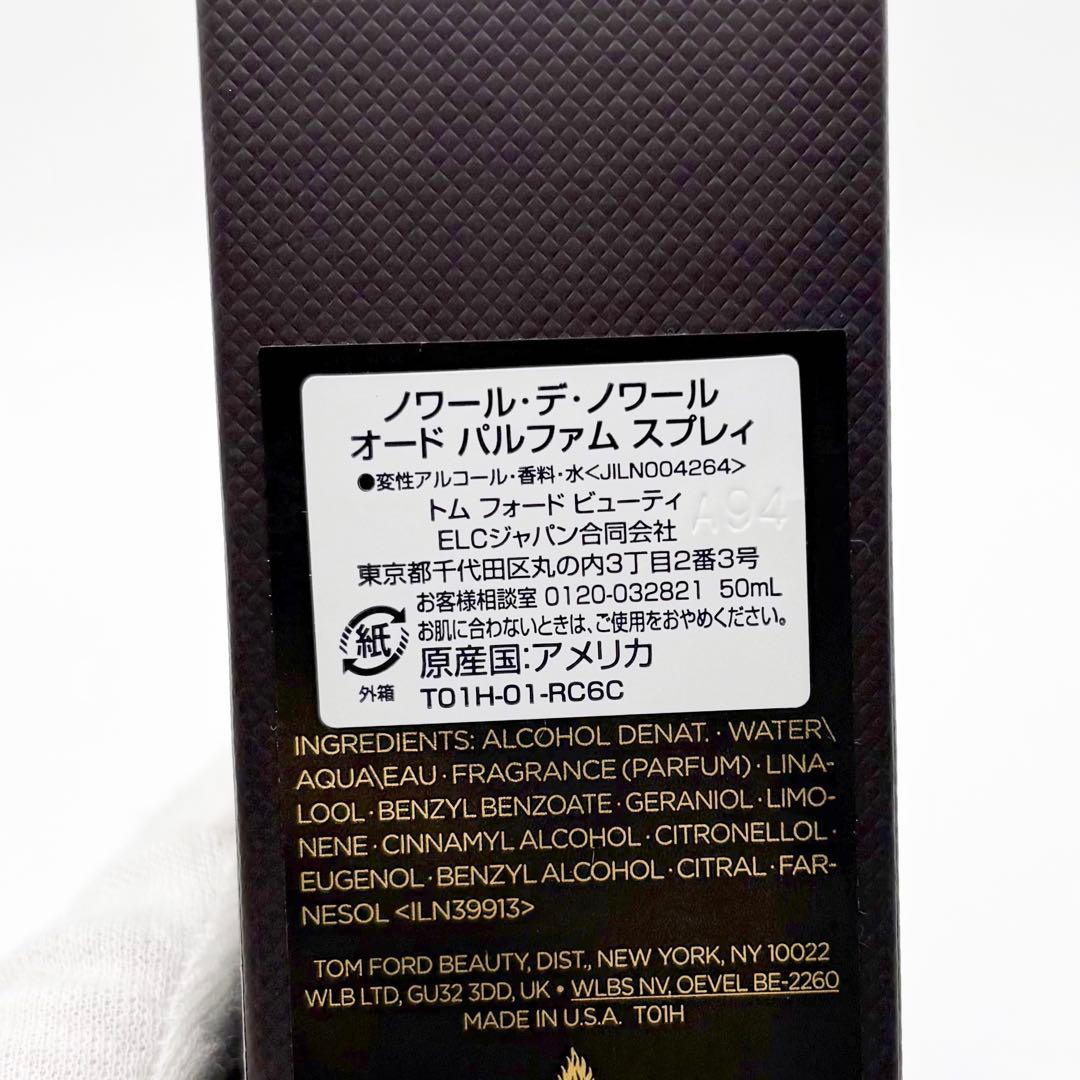 ノワール・デ・ノワール
オード パルファム スプレィ
●変性アルコール・香料・水<JILN004264>
トム フォード ビューティ
A94
ELCジャパン合同会社
東京都千代田区丸の内3丁目2番3号
お客様相談室 0120-032821 50mL
お肌に合わないときは、ご使用をおやめください。
紙
外箱
原産国:アメリカ
T01H-01-RC6C
INGREDIENTS: ALCOHOL DENAT. · WATER\
AQUA\EAU · FRAGRANCE (PARFUM) · LINA-
LOOL · BENZYL BENZOATE · GERANIOL · LIMO-
NENE · CINNAMYL ALCOHOL · CITRONELLOL ·
EUGENOL · BENZYL ALCOHOL · CITRAL · FAR-
NESOL <ILN39913>
TOM FORD BEAUTY, DIST., NEW YORK, NY 10022
WLB LTD, GU32 3DD, UK • WLBS NV, OEVEL BE-2260
MADE IN U.S.A. T01H